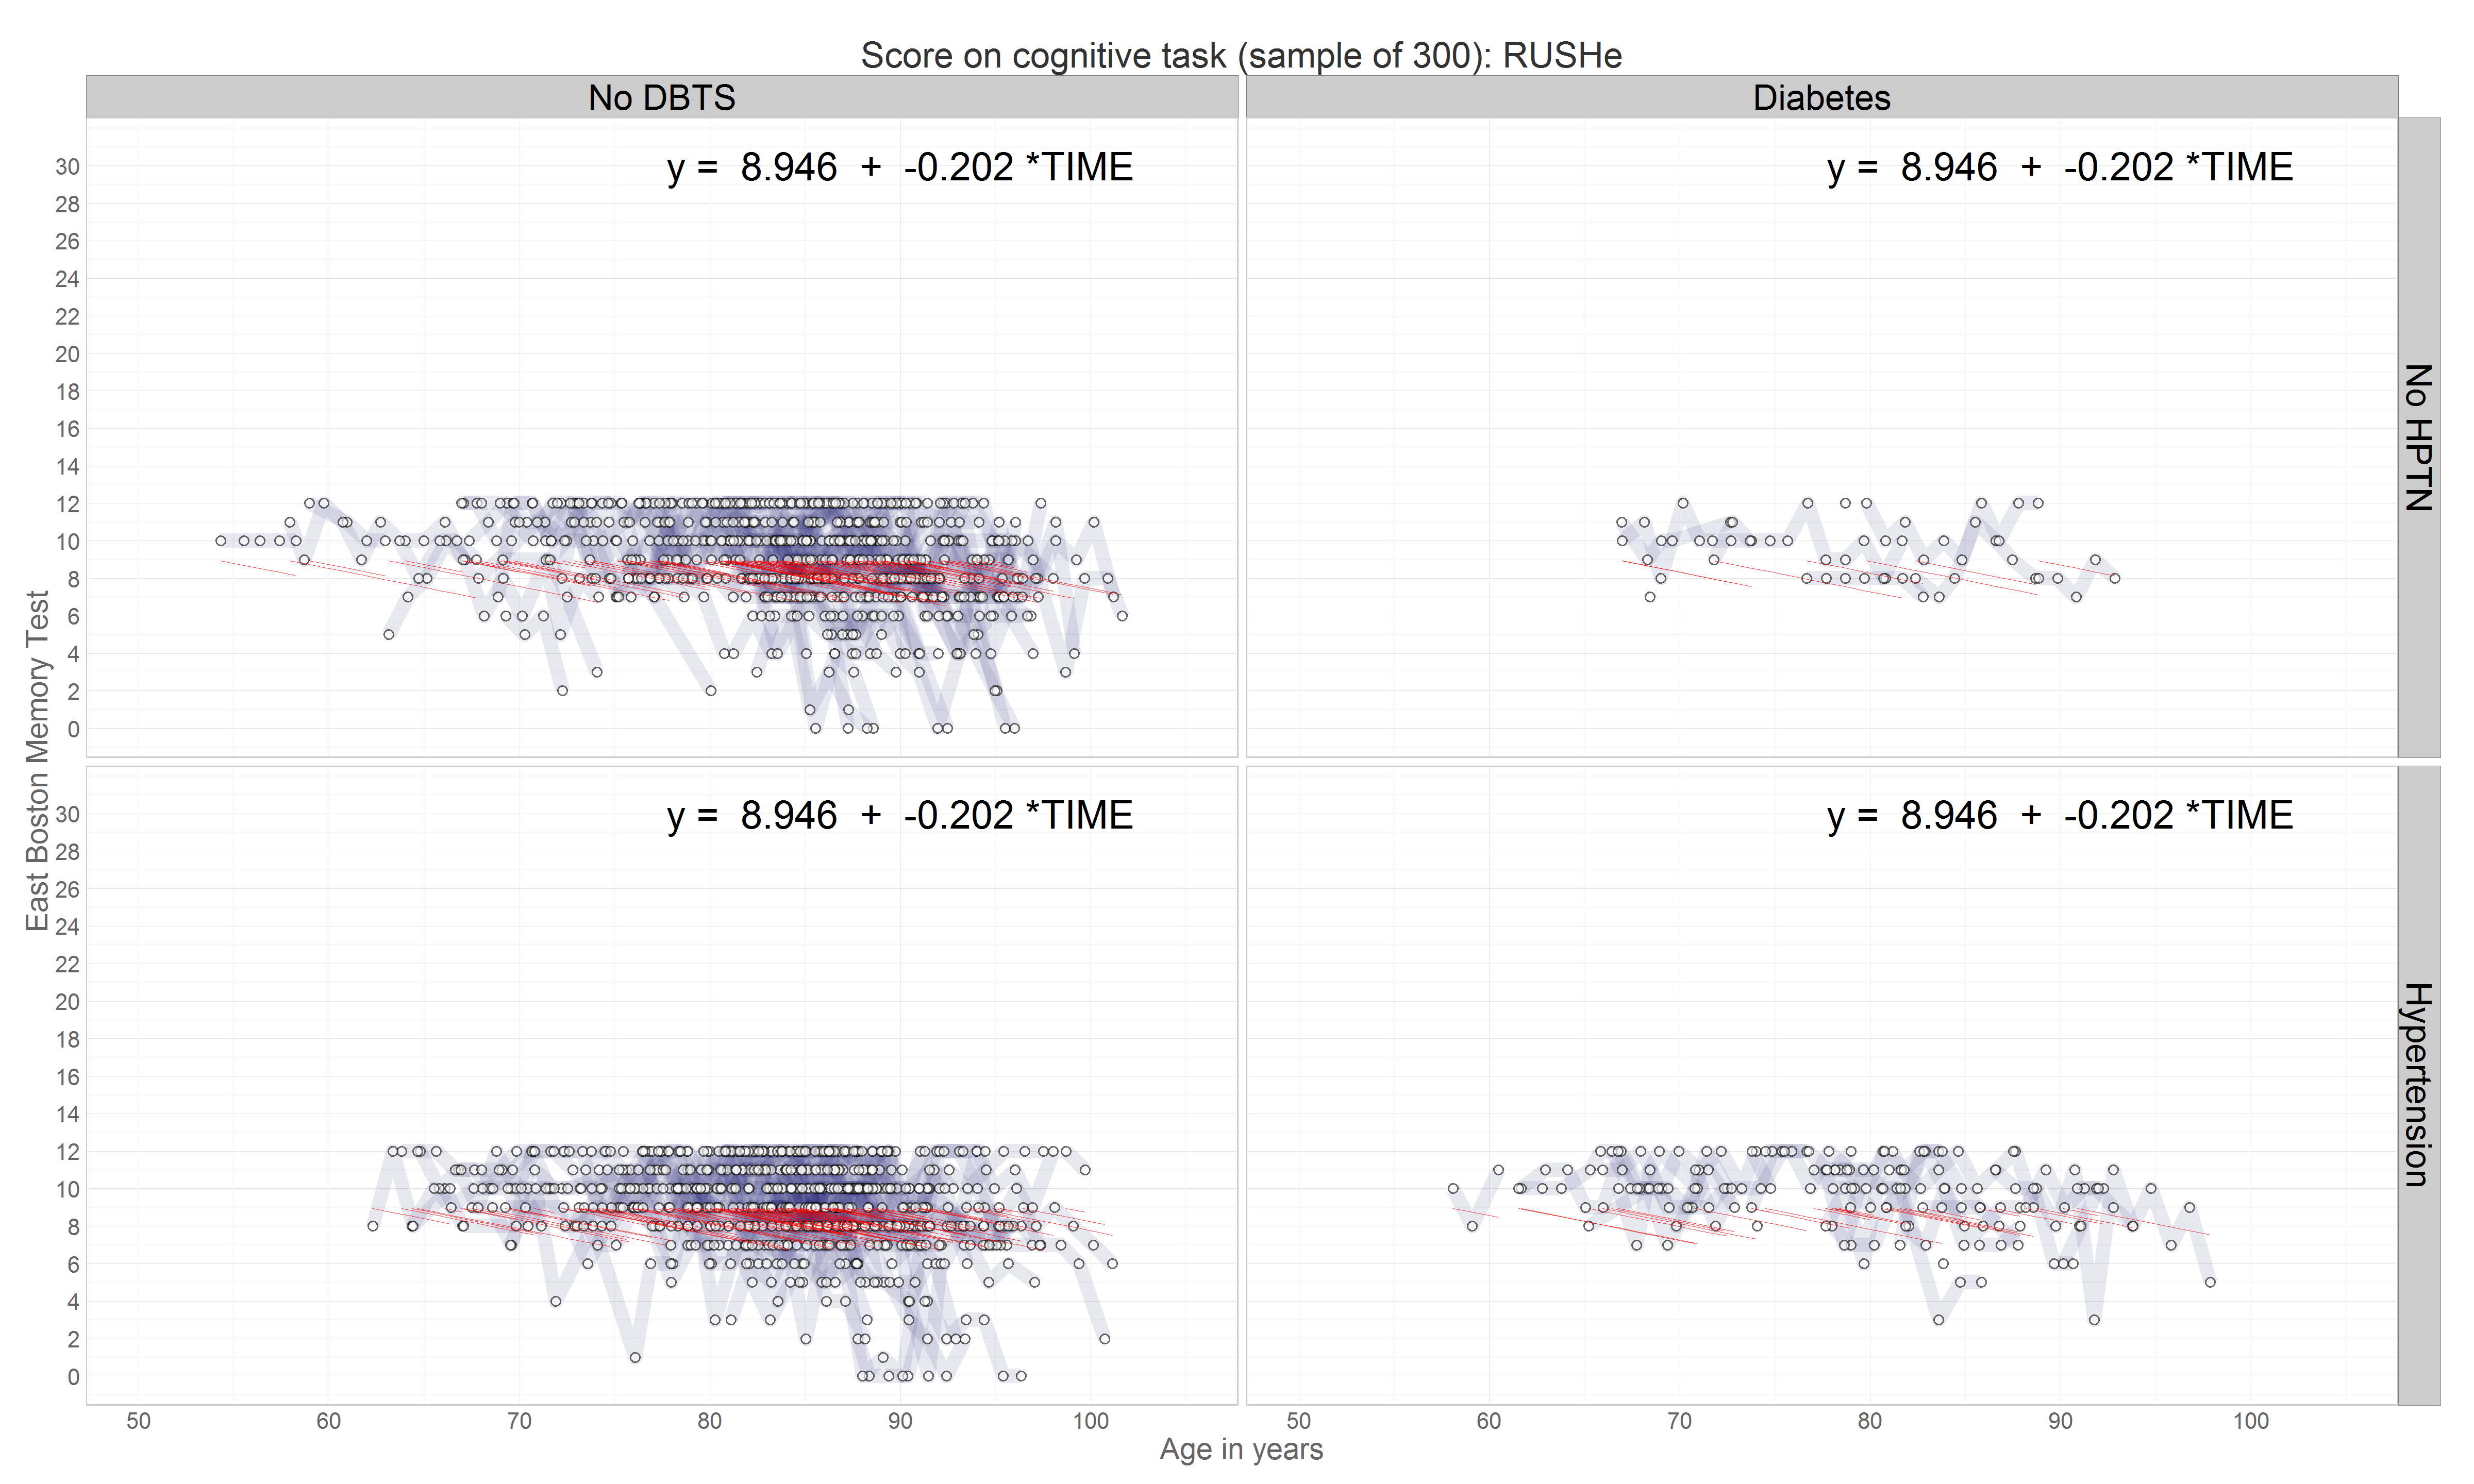 Score on cognitive task (sample of 300): RUSHe
No DBTS
Diabetes
y = 8.946 + -0.202 *TIME
y = 8.946 + -0.202 *TIME
No HPTN
30
28
26
24
22
20
18
16
14
12
10
8
6
4
2
0
East Boston Memory Test
y = 8.946 + -0.202 *TIME
y = 8.946 + -0.202 *TIME
Hypertension
30
28
26
24
22
20
18
16
14
12
10
8
6
4
2
0
50 60 70 80 90 100
50 60 70 80 90 100
Age in years